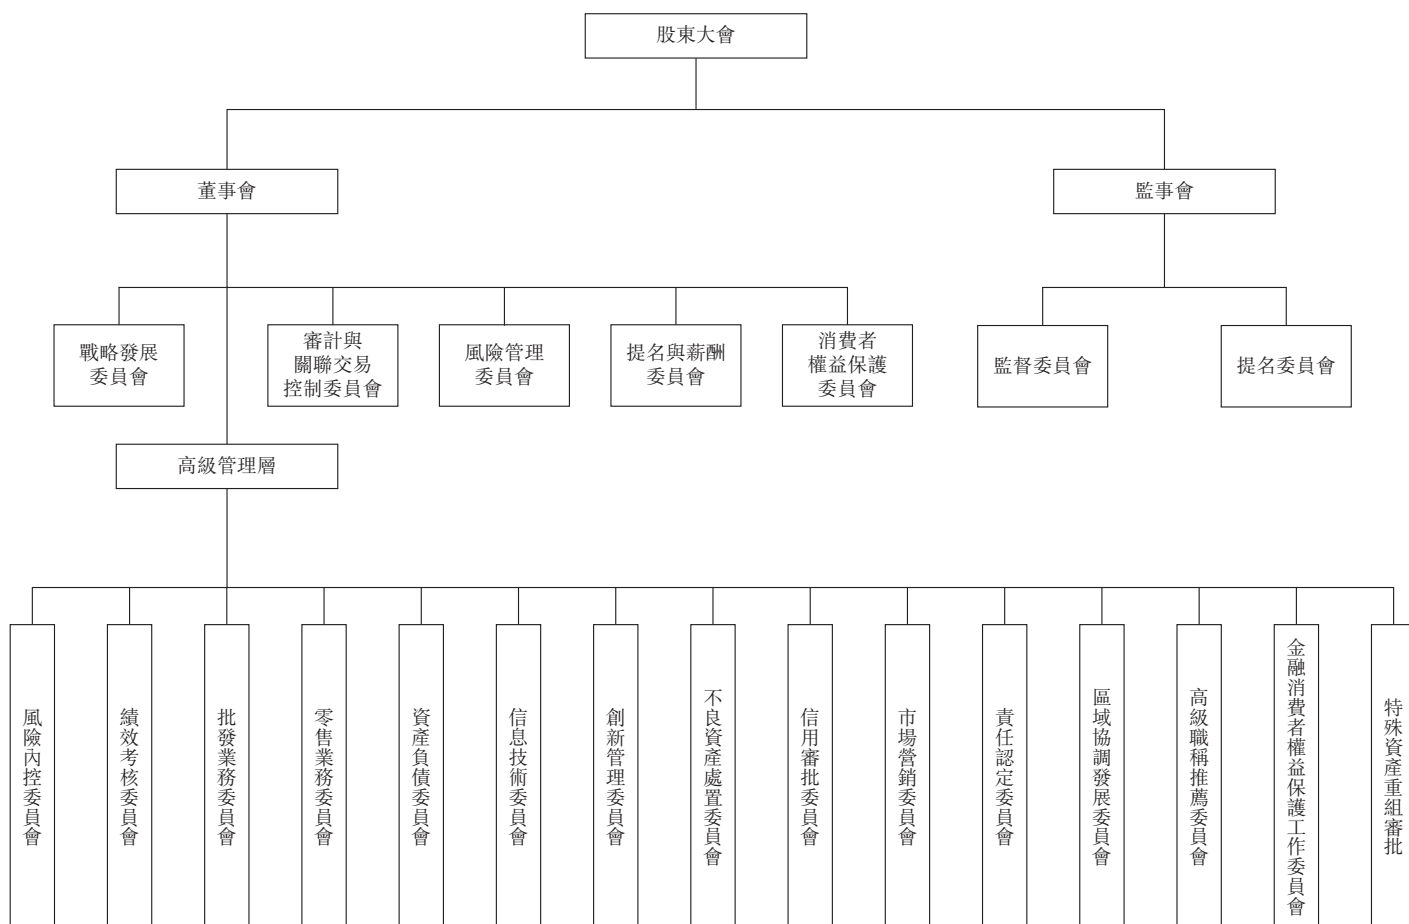 股東大會
董事會
監事會
戰略發展
委員會
審計與
關聯交易
控制委員會
風險管理
委員會
提名與薪酬
委員會
消費者
權益保護
委員會
監督委員會
提名委員會
高級管理層
風險內控委員會
績效考核委員會
批發業務委員會
零售業務委員會
資產負債委員會
信息技術委員會
創新管理委員會
不良資產處置委員會
信用審批委員會
市場營銷委員會
責任認定委員會
區域協調發展委員會
高級職稱推薦委員會
金融消費者權益保護工作委員會
特殊資產重組審批